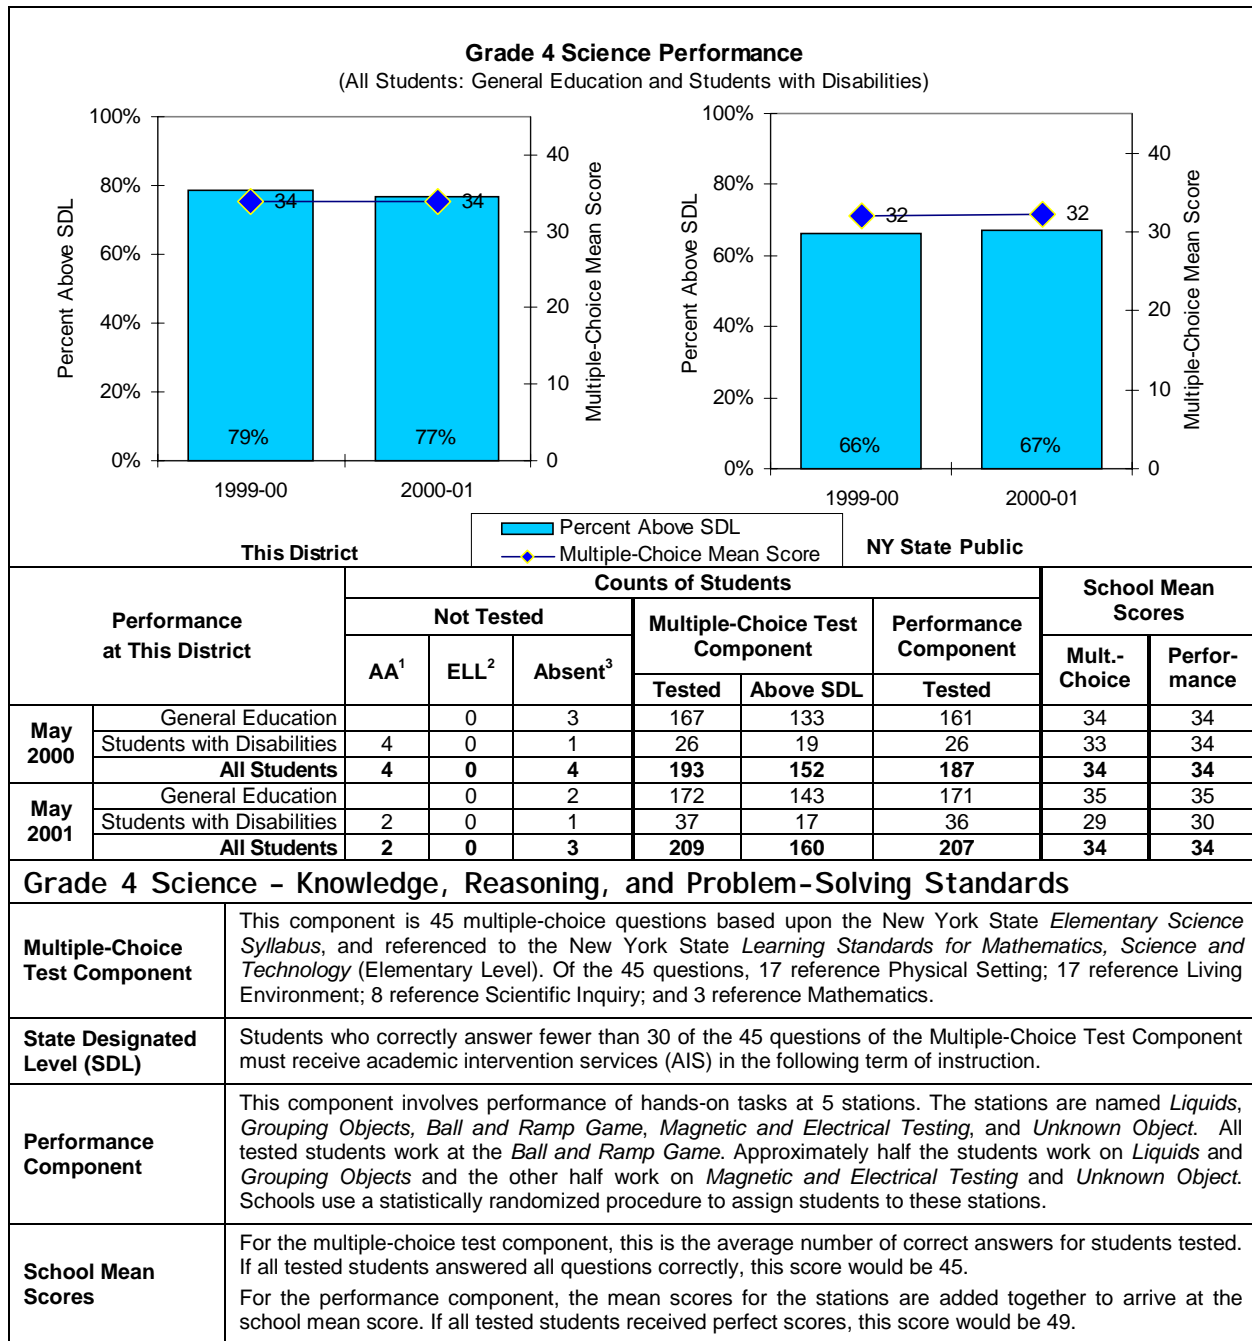 Grade 4 Science Performance
(All Students: General Education and Students with Disabilities)
100%
80%
60%
40%
20%
0%
Percent Above SDL
34
34
79%
77%
40
30
20
10
0
Multiple-Choice Mean Score
1999-00
2000-01
This District
100%
80%
60%
40%
20%
0%
Percent Above SDL
32
32
66%
67%
40
30
20
10
0
Multiple-Choice Mean Score
1999-00
2000-01
NY State Public
Percent Above SDL
Multiple-Choice Mean Score
Performance
at This District
Counts of Students
School Mean
Scores
Not Tested
Multiple-Choice Test
Component
Performance
Component
AA1 ELL2 Absent3
Tested Above SDL Tested
Mult.-
Choice
Perfor-
mance
May
2000
General Education 0 3 167 133 161 34 34
Students with Disabilities 4 0 1 26 19 26 33 34
All Students 4 0 4 193 152 187 34 34
May
2001
General Education 0 2 172 143 171 35 35
Students with Disabilities 2 0 1 37 17 36 29 30
All Students 2 0 3 209 160 207 34 34
Grade 4 Science – Knowledge, Reasoning, and Problem-Solving Standards
Multiple-Choice
Test Component
This component is 45 multiple-choice questions based upon the New York State Elementary Science
Syllabus, and referenced to the New York State Learning Standards for Mathematics, Science and
Technology (Elementary Level). Of the 45 questions, 17 reference Physical Setting; 17 reference Living
Environment; 8 reference Scientific Inquiry; and 3 reference Mathematics.
State Designated
Level (SDL)
Students who correctly answer fewer than 30 of the 45 questions of the Multiple-Choice Test Component
must receive academic intervention services (AIS) in the following term of instruction.
Performance
Component
This component involves performance of hands-on tasks at 5 stations. The stations are named Liquids,
Grouping Objects, Ball and Ramp Game, Magnetic and Electrical Testing, and Unknown Object. All
tested students work at the Ball and Ramp Game. Approximately half the students work on Liquids and
Grouping Objects and the other half work on Magnetic and Electrical Testing and Unknown Object.
Schools use a statistically randomized procedure to assign students to these stations.
School Mean
Scores
For the multiple-choice test component, this is the average number of correct answers for students tested.
If all tested students answered all questions correctly, this score would be 45.
For the performance component, the mean scores for the stations are added together to arrive at the
school mean score. If all tested students received perfect scores, this score would be 49.